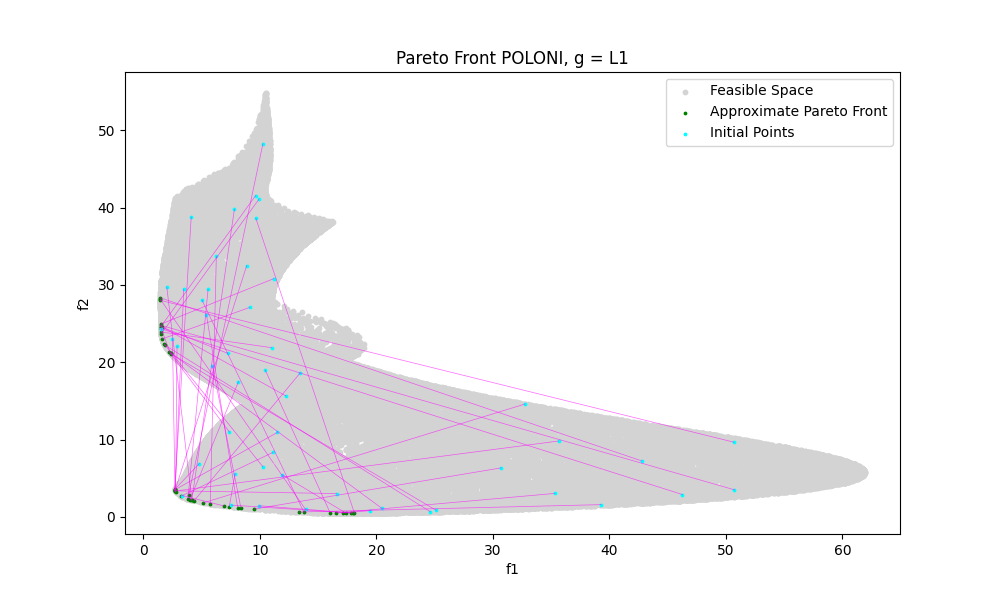 Pareto Front POLONI, g = L1
Feasible Space
Approximate Pareto Front
Initial Points
50
40
30
20
10
0
f2
0 10 20 30 40 50 60
f1